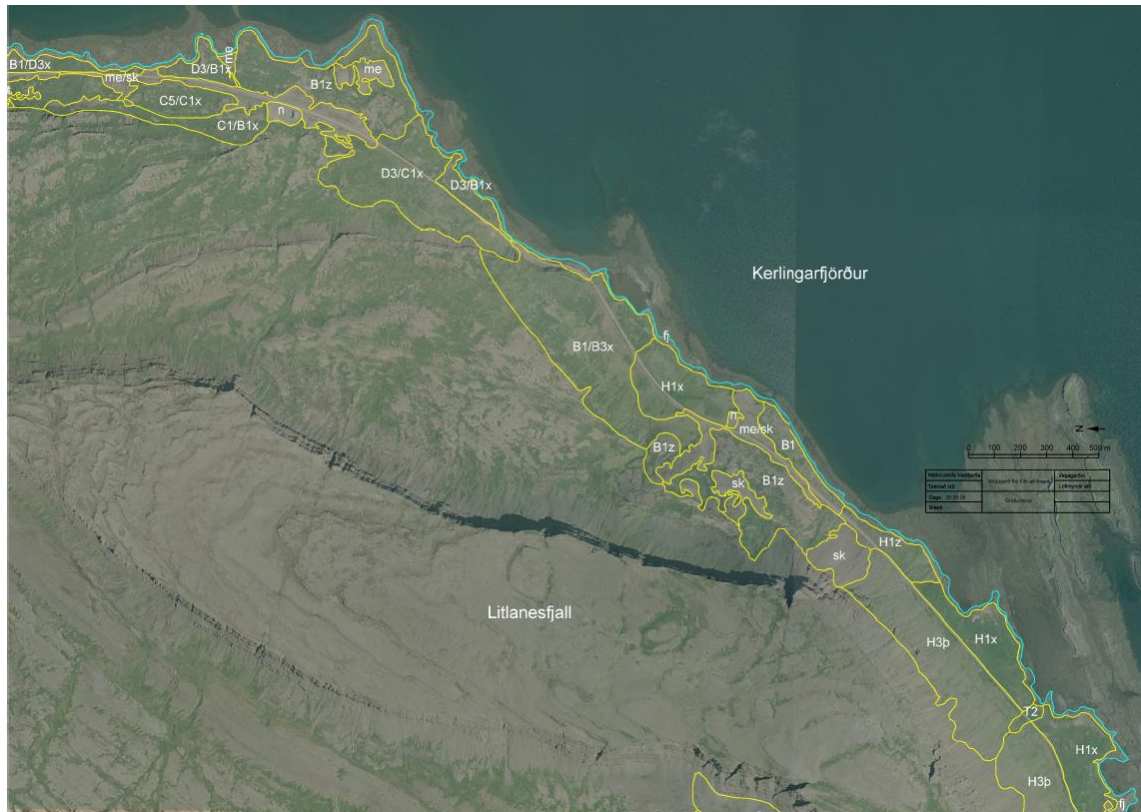 B1/D3x
me/sk
D3/B1x
me
B1z
me
C5/C1x
C1/B1x
n
D3/C1x
D3/B1x
Kerlingarfjörður
fj
B1/B3x
H1x
n
me/sk
B1
B1z
sk
B1z
N
0 100 200 300 400 500 m
H1z
sk
Litlanesfjall
H3þ
H1x
T2
H1x
H3þ
fj